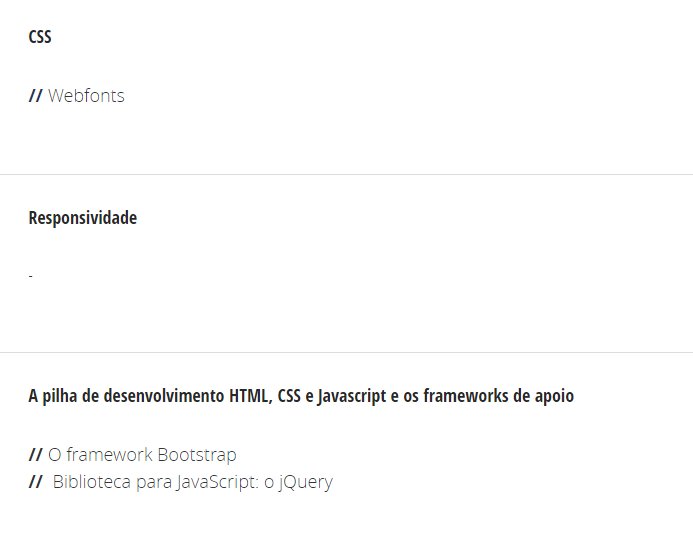 CSS
// Webfonts
Responsividade
-
A pilha de desenvolvimento HTML, CSS e Javascript e os frameworks de apoio
// O framework Bootstrap
// Biblioteca para JavaScript: o jQuery